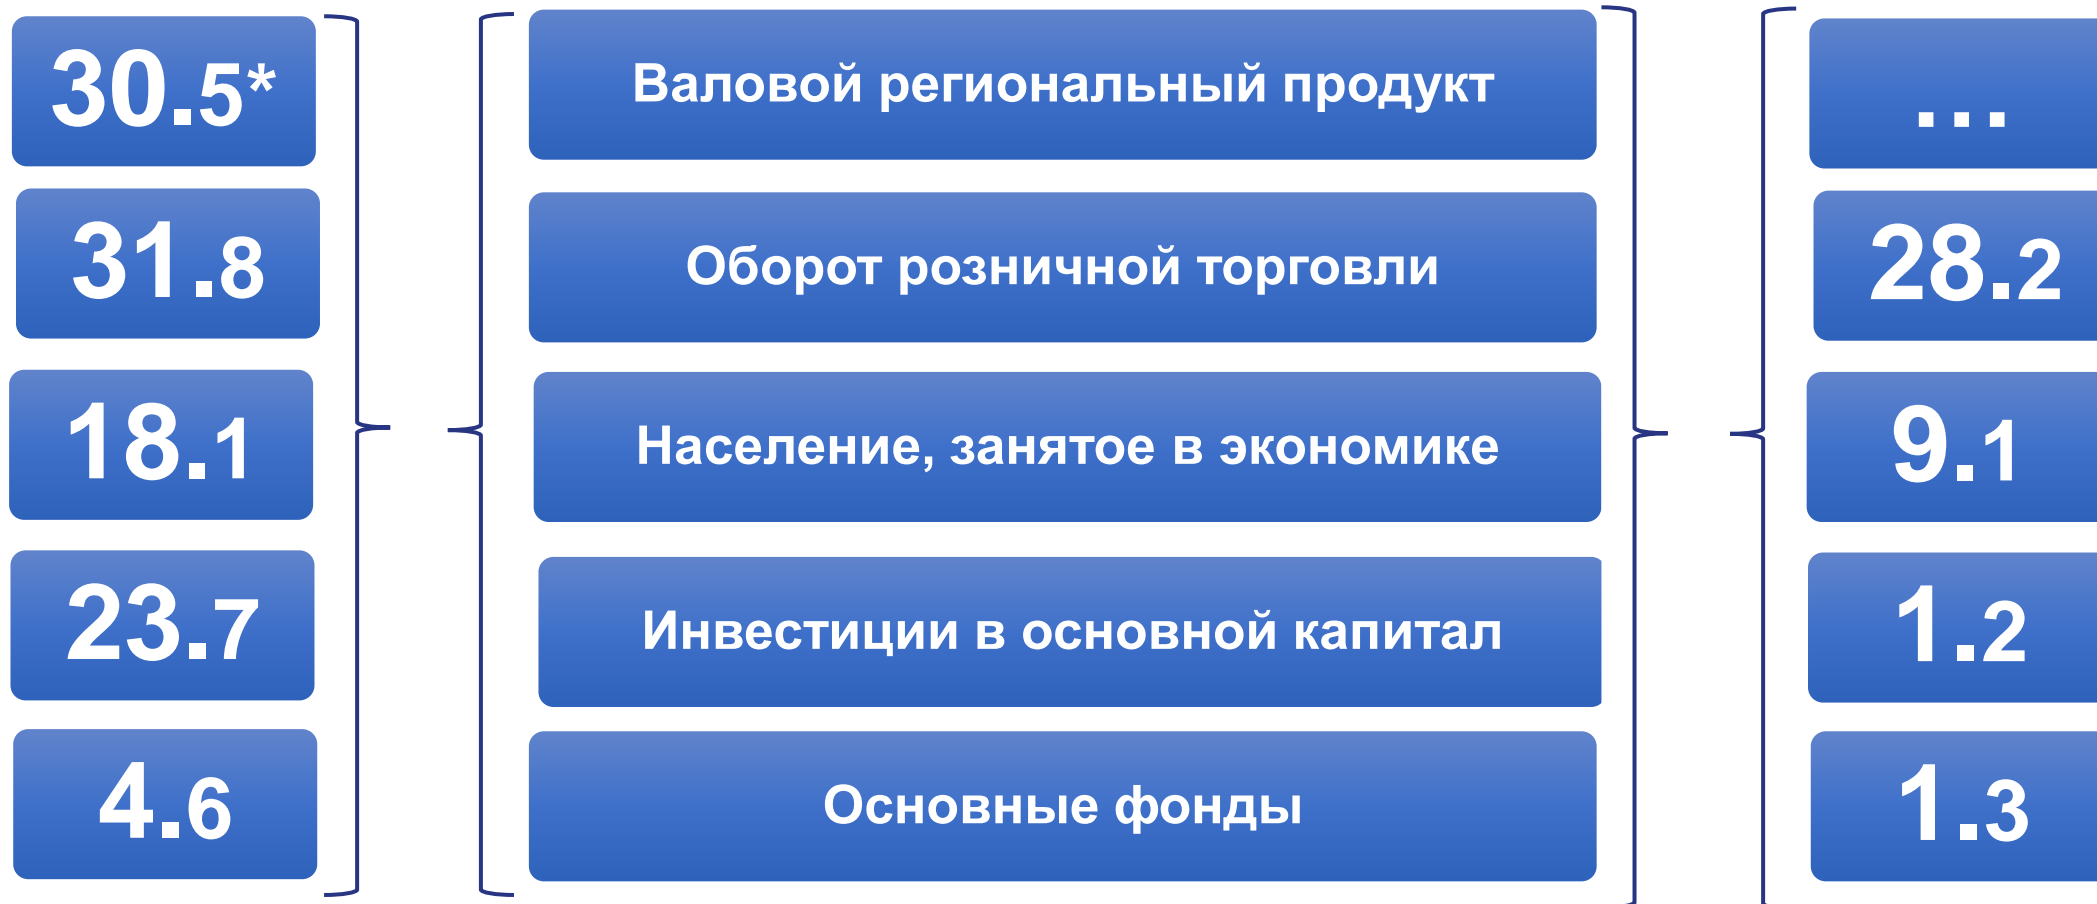 30.5* Валовой региональный продукт ...
31.8 Оборот розничной торговли 28.2
18.1 Население, занятое в экономике 9.1
23.7 Инвестиции в основной капитал 1.2
4.6 Основные фонды 1.3